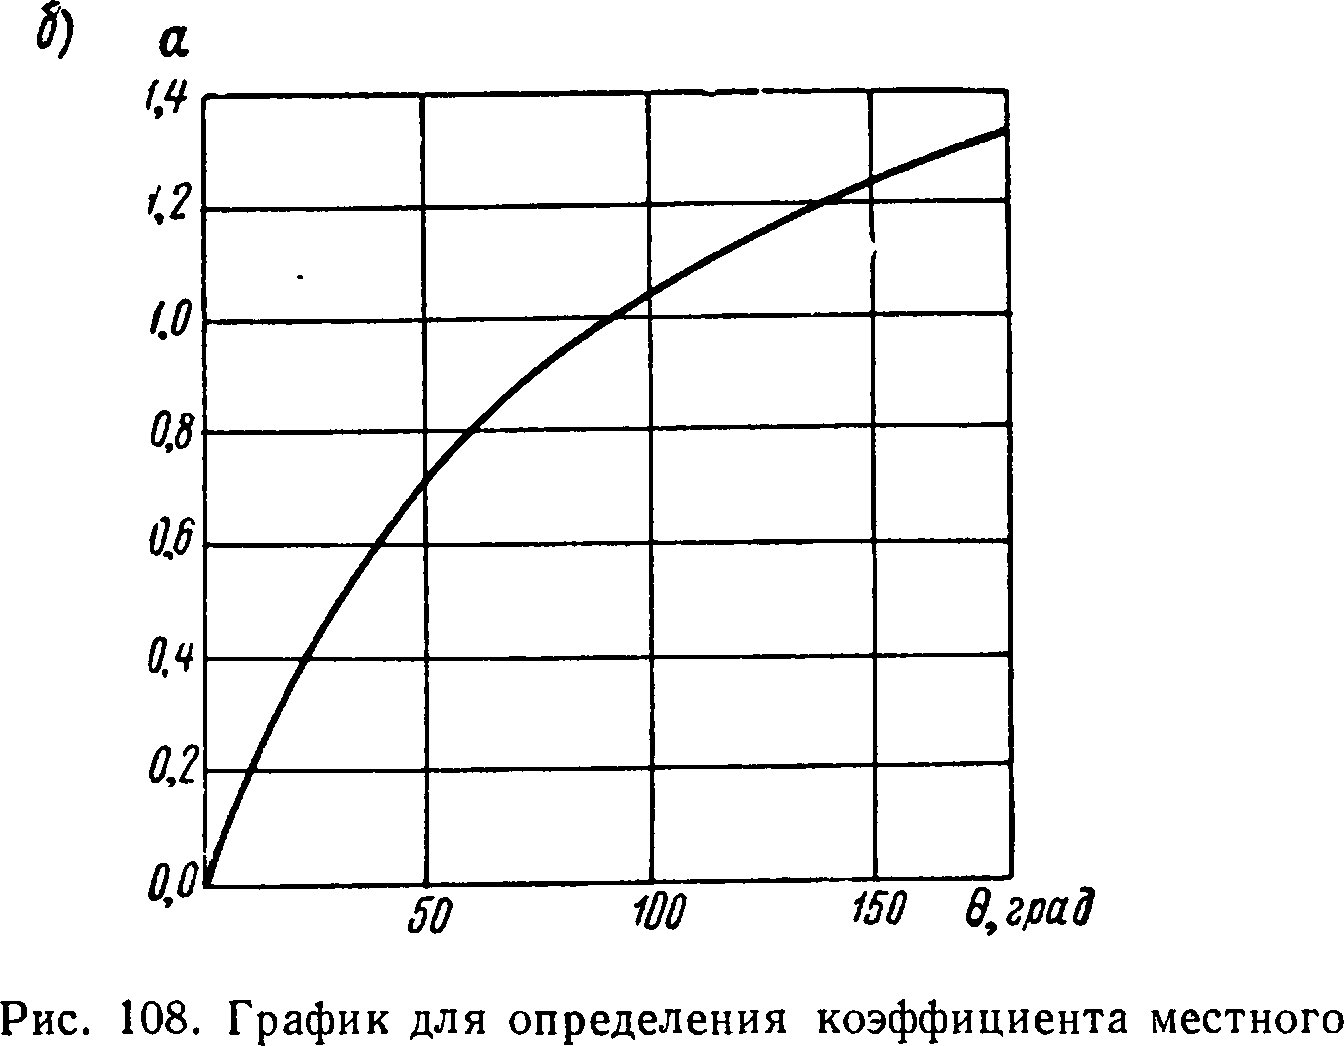 б) a
1,4
1,2
1,0
0,8
0,6
0,4
0,2
0,0
50 100 150 θ, град
Рис. 108. График для определения коэффициента местного